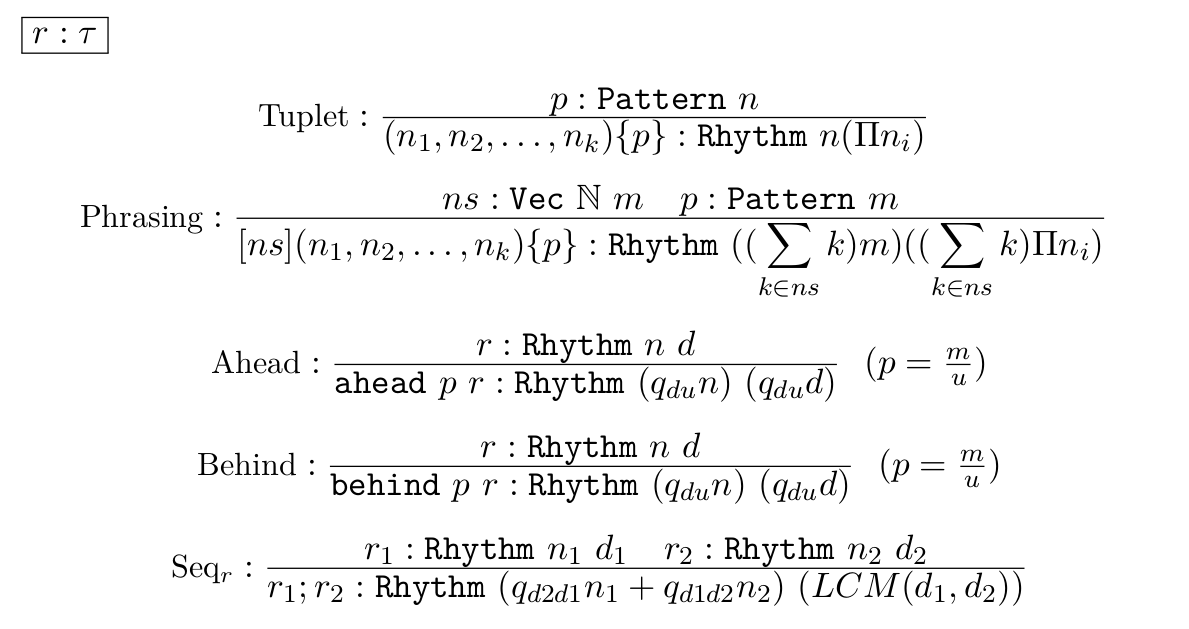 r : τ
Tuplet : p : Pattern n
(n₁, n₂, . . . , nₖ){p} : Rhythm n(Πnᵢ)
Phrasing : ns : Vec ℕ m p : Pattern m
[ns](n₁, n₂, . . . , nₖ){p} : Rhythm ((∑_{k∈ns} k)m)((∑_{k∈ns} k)Πnᵢ)
Ahead : r : Rhythm n d
ahead p r : Rhythm (q_{du}n) (q_{du}d) (p = m/u)
Behind : r : Rhythm n d
behind p r : Rhythm (q_{du}n) (q_{du}d) (p = m/u)
Seqᵣ : r₁ : Rhythm n₁ d₁ r₂ : Rhythm n₂ d₂
r₁; r₂ : Rhythm (q_{d2d1}n₁ + q_{d1d2}n₂) (LCM(d₁, d₂))